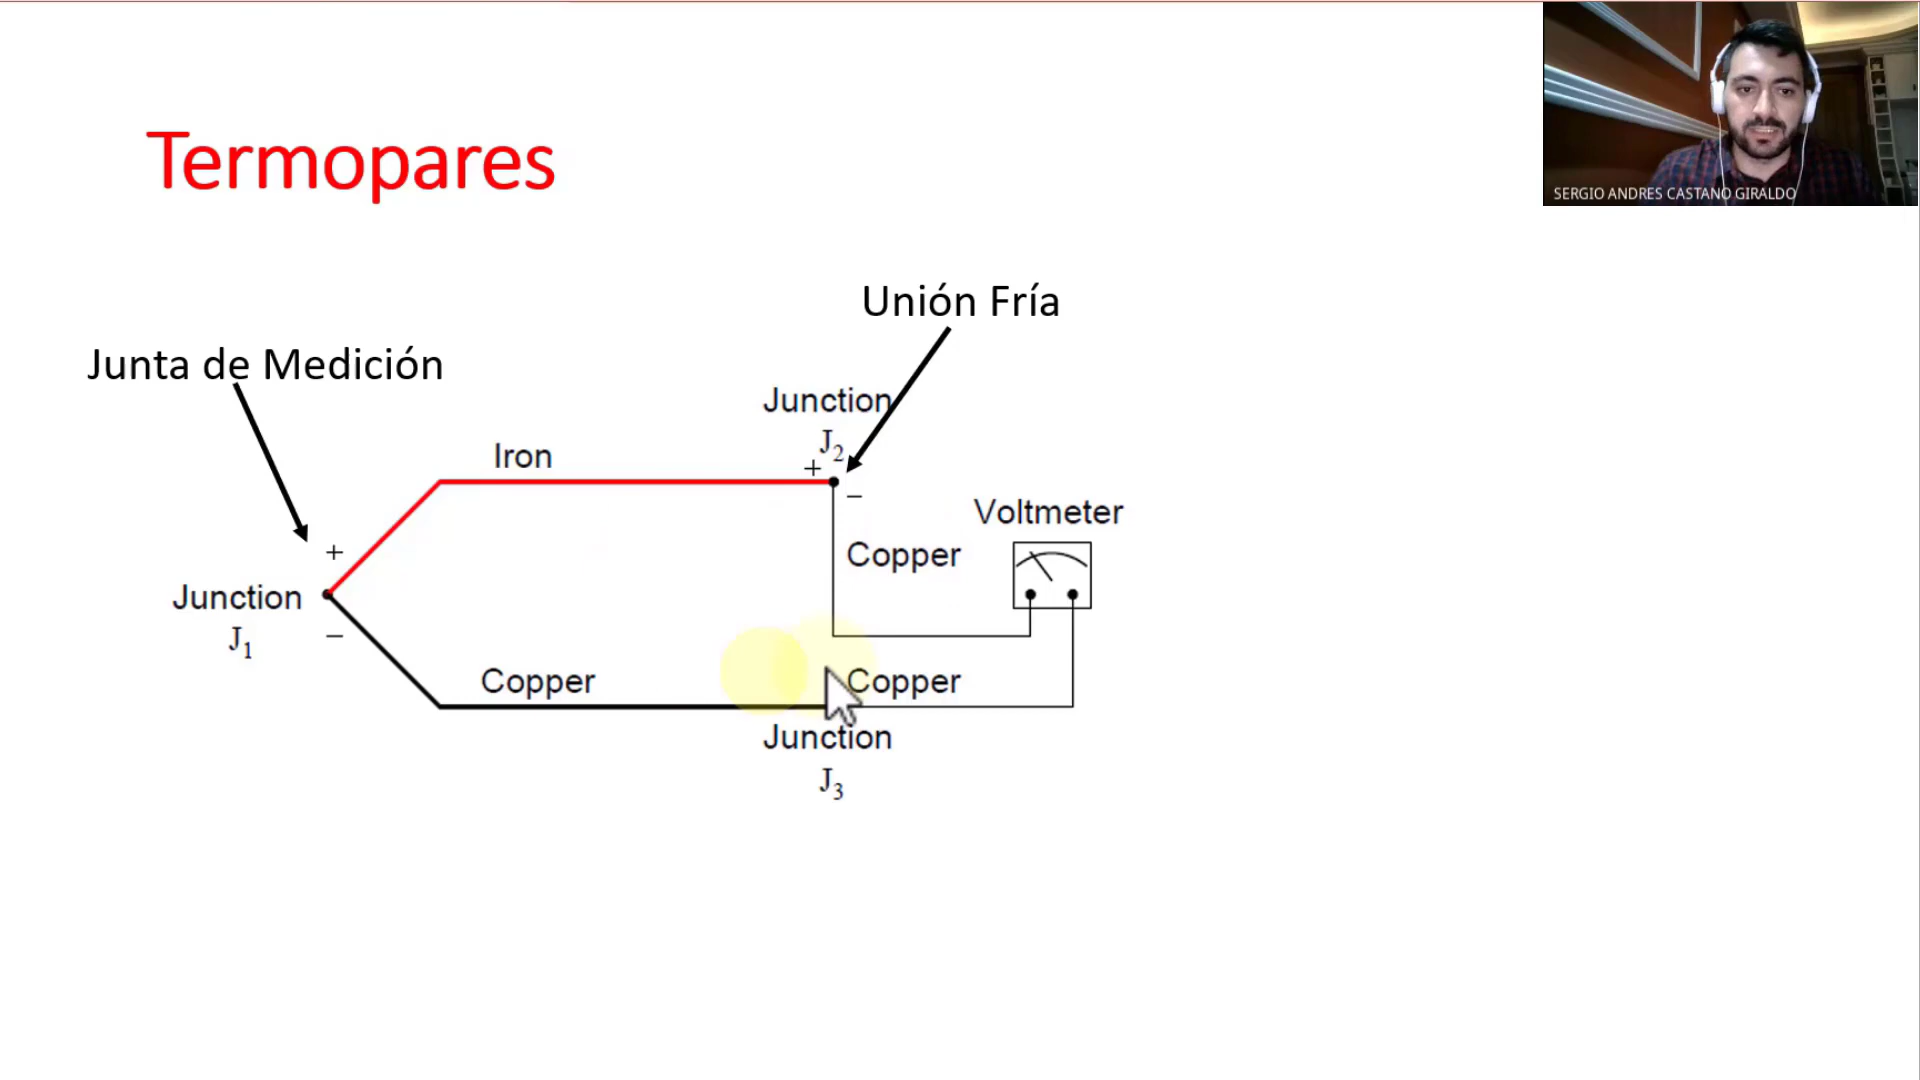 SERGIO ANDRES CASTANO GIRALDO
Termopares
Unión Fría
Junta de Medición
Junction
J2
Iron
+
−
Voltmeter
+
Copper
Junction
J1
−
Copper
Copper
Junction
J3